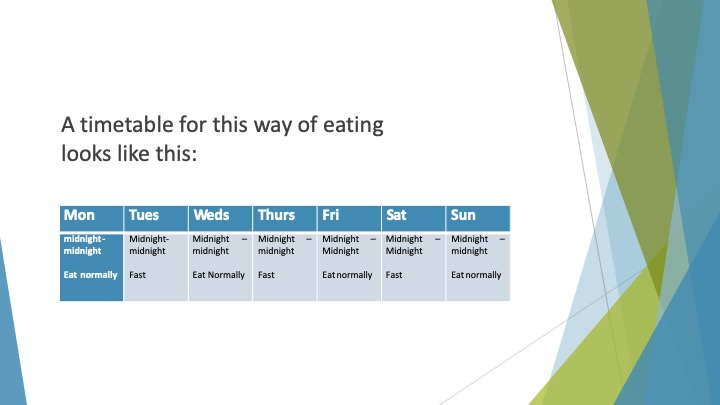 A timetable for this way of eating
looks like this:
Mon Tues Weds Thurs Fri Sat Sun
midnight- Midnight- Midnight – Midnight – Midnight – Midnight – Midnight –
midnight midnight midnight midnight Midnight Midnight midnight
Eat normally Fast Eat Normally Fast Eat normally Fast Eat normally